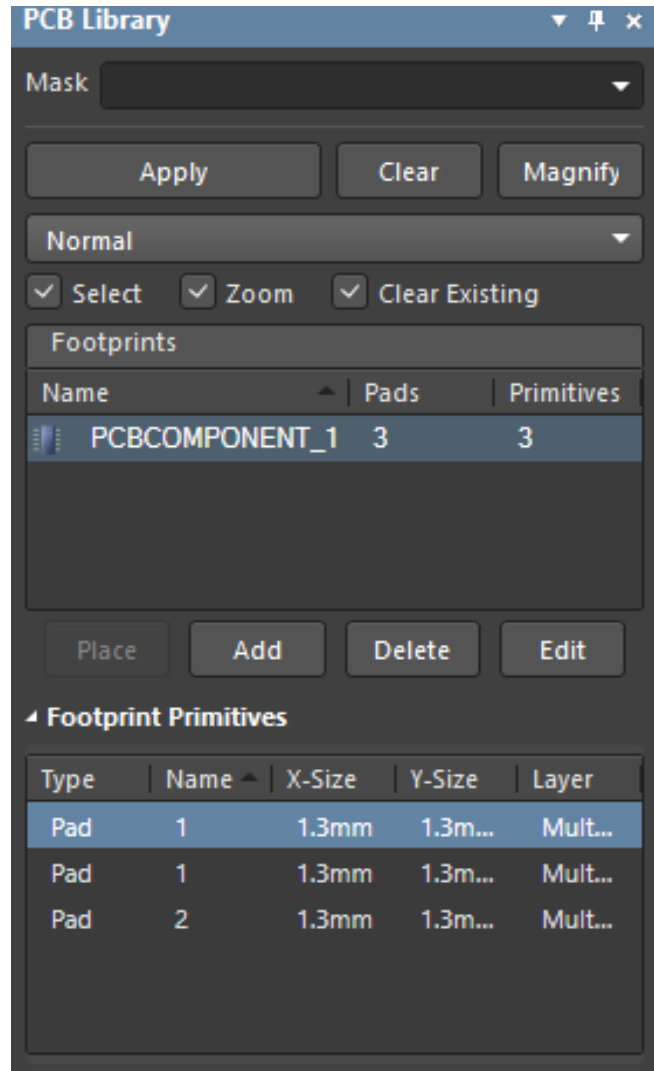 PCB Library
Mask
Apply Clear Magnify
Normal
Select Zoom Clear Existing
Footprints
Name Pads Primitives
PCBCOMPONENT_1 3 3
Place Add Delete Edit
Footprint Primitives
Type Name X-Size Y-Size Layer
Pad 1 1.3mm 1.3m... Mult...
Pad 1 1.3mm 1.3m... Mult...
Pad 2 1.3mm 1.3m... Mult...